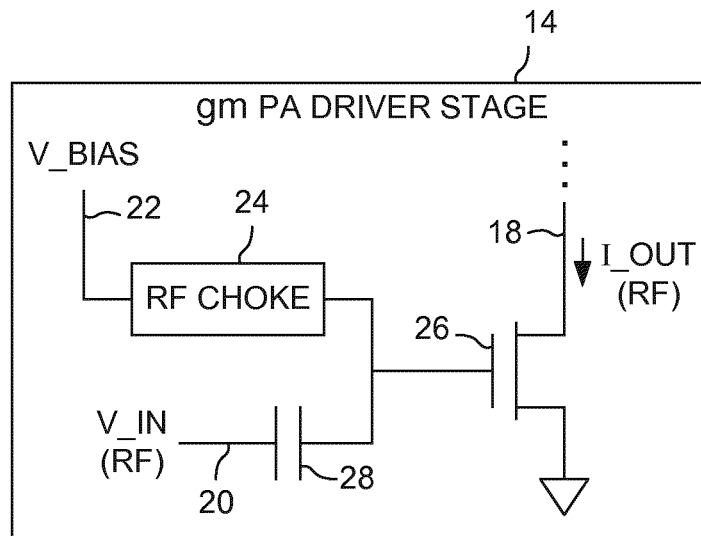 14
gm PA DRIVER STAGE
V_BIAS
22
24
18
I_OUT
(RF)
RF CHOKE
26
V_IN
(RF)
20
28